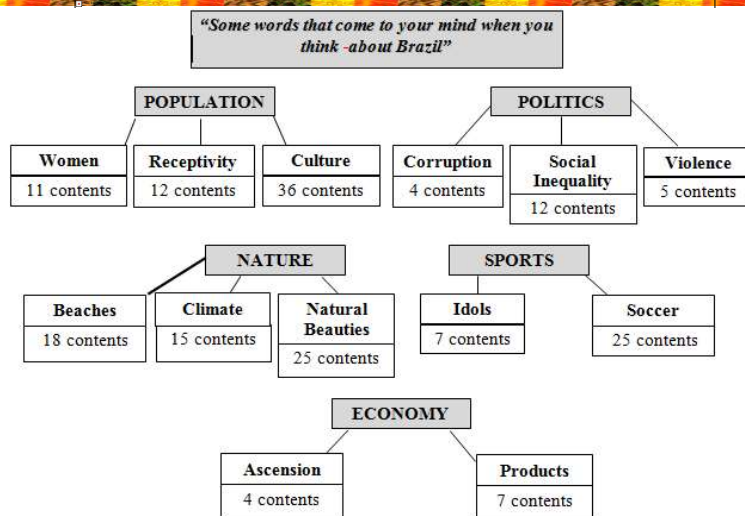 “Some words that come to your mind when you
think -about Brazil”
POPULATION
Women
11 contents
Receptivity
12 contents
Culture
36 contents
POLITICS
Corruption
4 contents
Social
Inequality
12 contents
Violence
5 contents
NATURE
Beaches
18 contents
Climate
15 contents
Natural
Beauties
25 contents
SPORTS
Idols
7 contents
Soccer
25 contents
ECONOMY
Ascension
4 contents
Products
7 contents